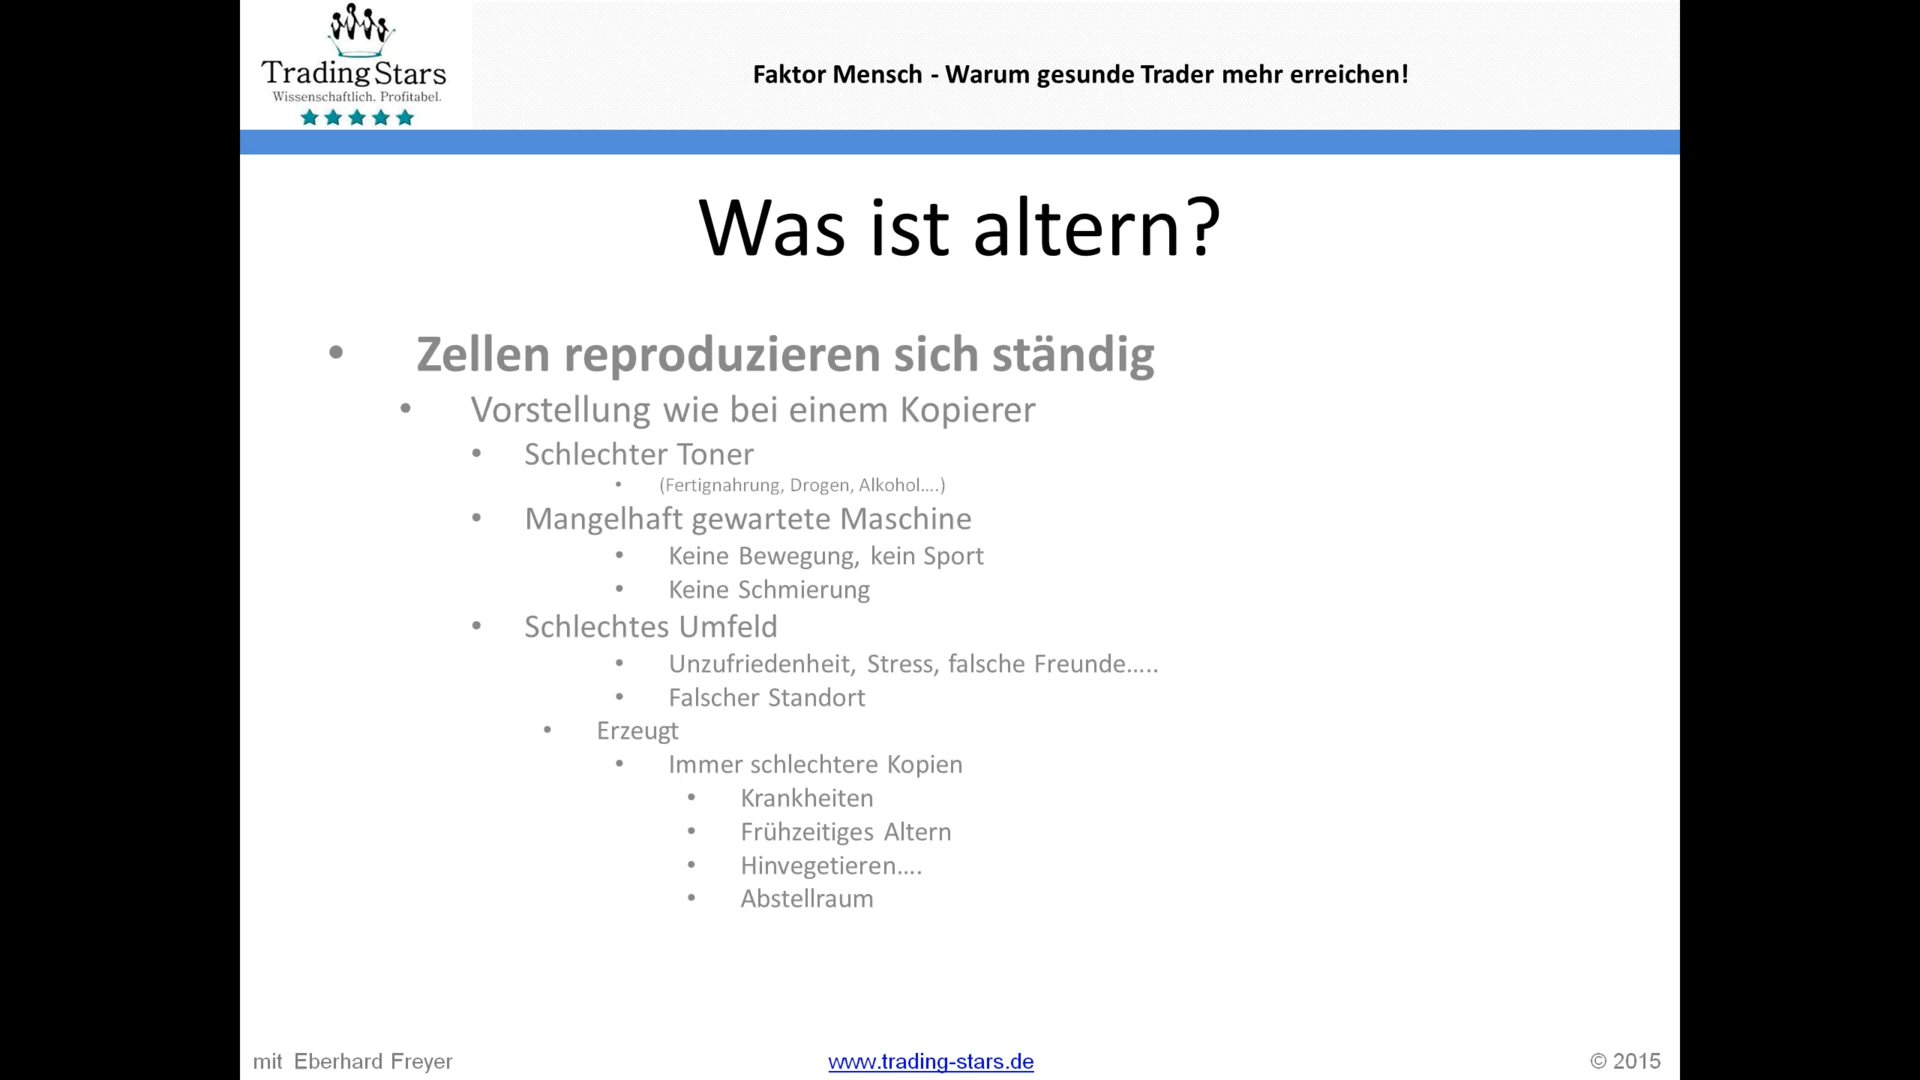 TradingStars
Wissenschaftlich. Profitabel.
Faktor Mensch - Warum gesunde Trader mehr erreichen!
Was ist altern?
• Zellen reproduzieren sich ständig
• Vorstellung wie bei einem Kopierer
• Schlechter Toner
• (Fertignahrung, Drogen, Alkohol....)
• Mangelhaft gewartete Maschine
• Keine Bewegung, kein Sport
• Keine Schmierung
• Schlechtes Umfeld
• Unzufriedenheit, Stress, falsche Freunde.....
• Falscher Standort
• Erzeugt
• Immer schlechtere Kopien
• Krankheiten
• Frühzeitiges Altern
• Hinvegetieren....
• Abstellraum
mit Eberhard Freyer
www.trading-stars.de
© 2015